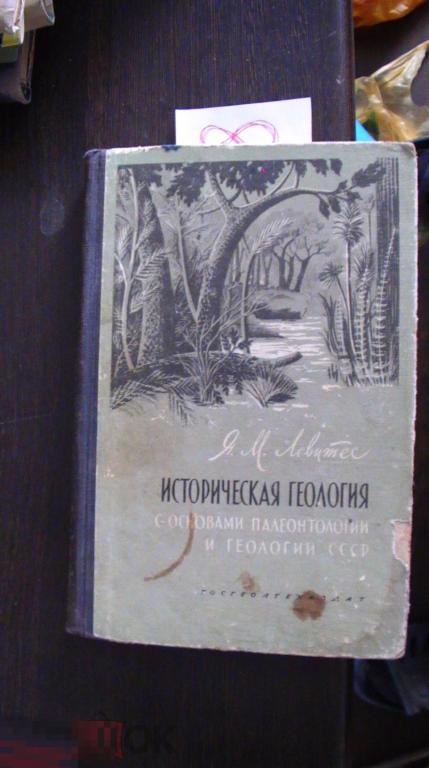 Я. М. Левитес
ИСТОРИЧЕСКАЯ ГЕОЛОГИЯ
С ОСНОВАМИ ПАЛЕОНТОЛОГИИ
И ГЕОЛОГИИ СССР
ГОСГЕОЛТЕХИЗДАТ